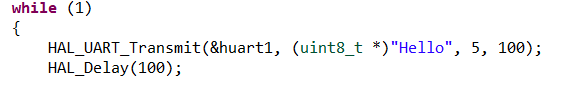 while (1)
{
HAL_UART_Transmit(&huart1, (uint8_t *)"Hello", 5, 100);
HAL_Delay(100);